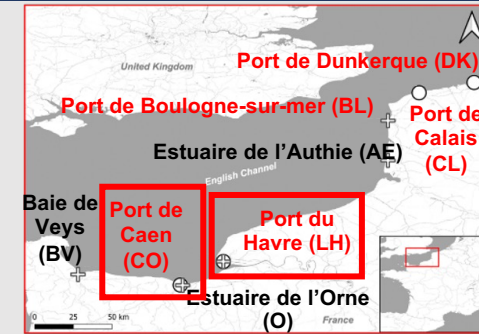 United Kingdom
Port de Dunkerque (DK)
Port de Boulogne-sur-mer (BL)
Port de
Calais
(CL)
Estuaire de l'Authie (AE)
English Channel
Baie de
Veys
(BV)
Port de
Caen
(CO)
Port du
Havre (LH)
Estuaire de l'Orne
(O)
0 25 50 km
France